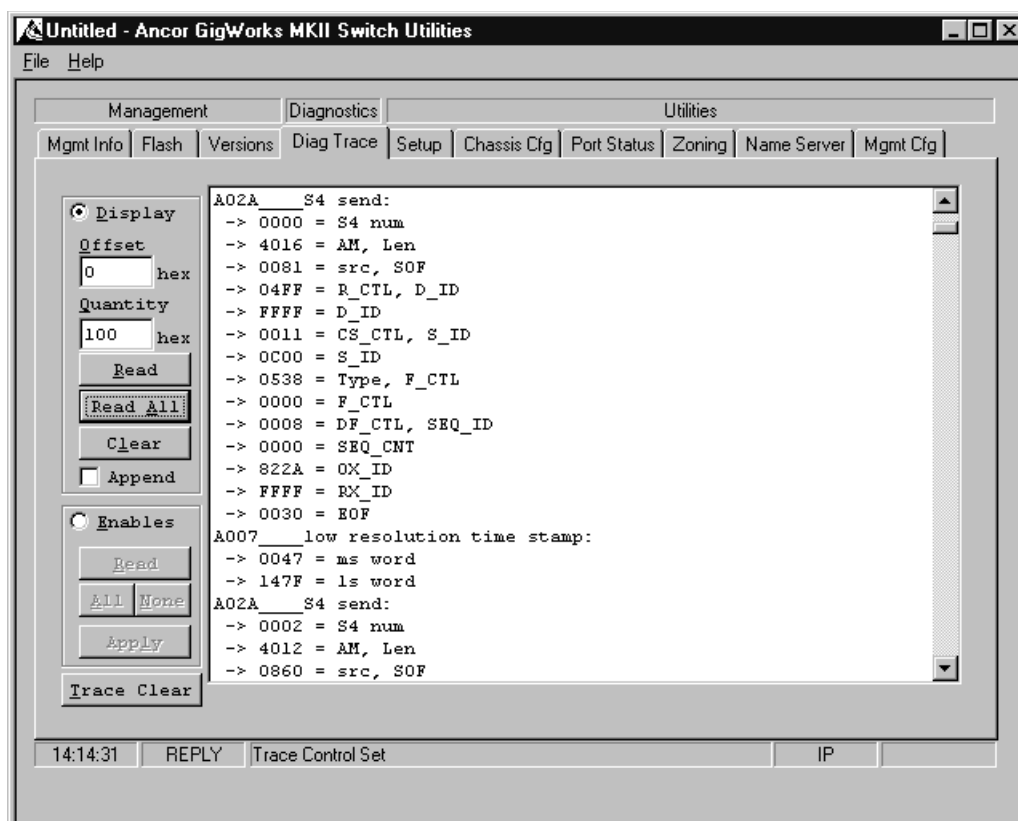 Untitled - Ancor GigWorks MKII Switch Utilities
File Help
Management Diagnostics Utilities
Mgmt Info Flash Versions Diag Trace Setup Chassis Cfg Port Status Zoning Name Server Mgmt Cfg
Display
Offset
0 hex
Quantity
100 hex
Read
Read All
Clear
Append
Enables
Read
All None
Apply
Trace Clear
A02A____S4 send:
-> 0000 = S4 num
-> 4016 = AM, Len
-> 0081 = src, SOF
-> 04FF = R_CTL, D_ID
-> FFFF = D_ID
-> 0011 = CS_CTL, S_ID
-> 0C00 = S_ID
-> 0538 = Type, F_CTL
-> 0000 = F_CTL
-> 0008 = DF_CTL, SEQ_ID
-> 0000 = SEQ_CNT
-> 822A = OX_ID
-> FFFF = RX_ID
-> 0030 = EOF
A007____low resolution time stamp:
-> 0047 = ms word
-> 147F = ls word
A02A____S4 send:
-> 0002 = S4 num
-> 4012 = AM, Len
-> 0860 = src, SOF
14:14:31 REPLY Trace Control Set IP